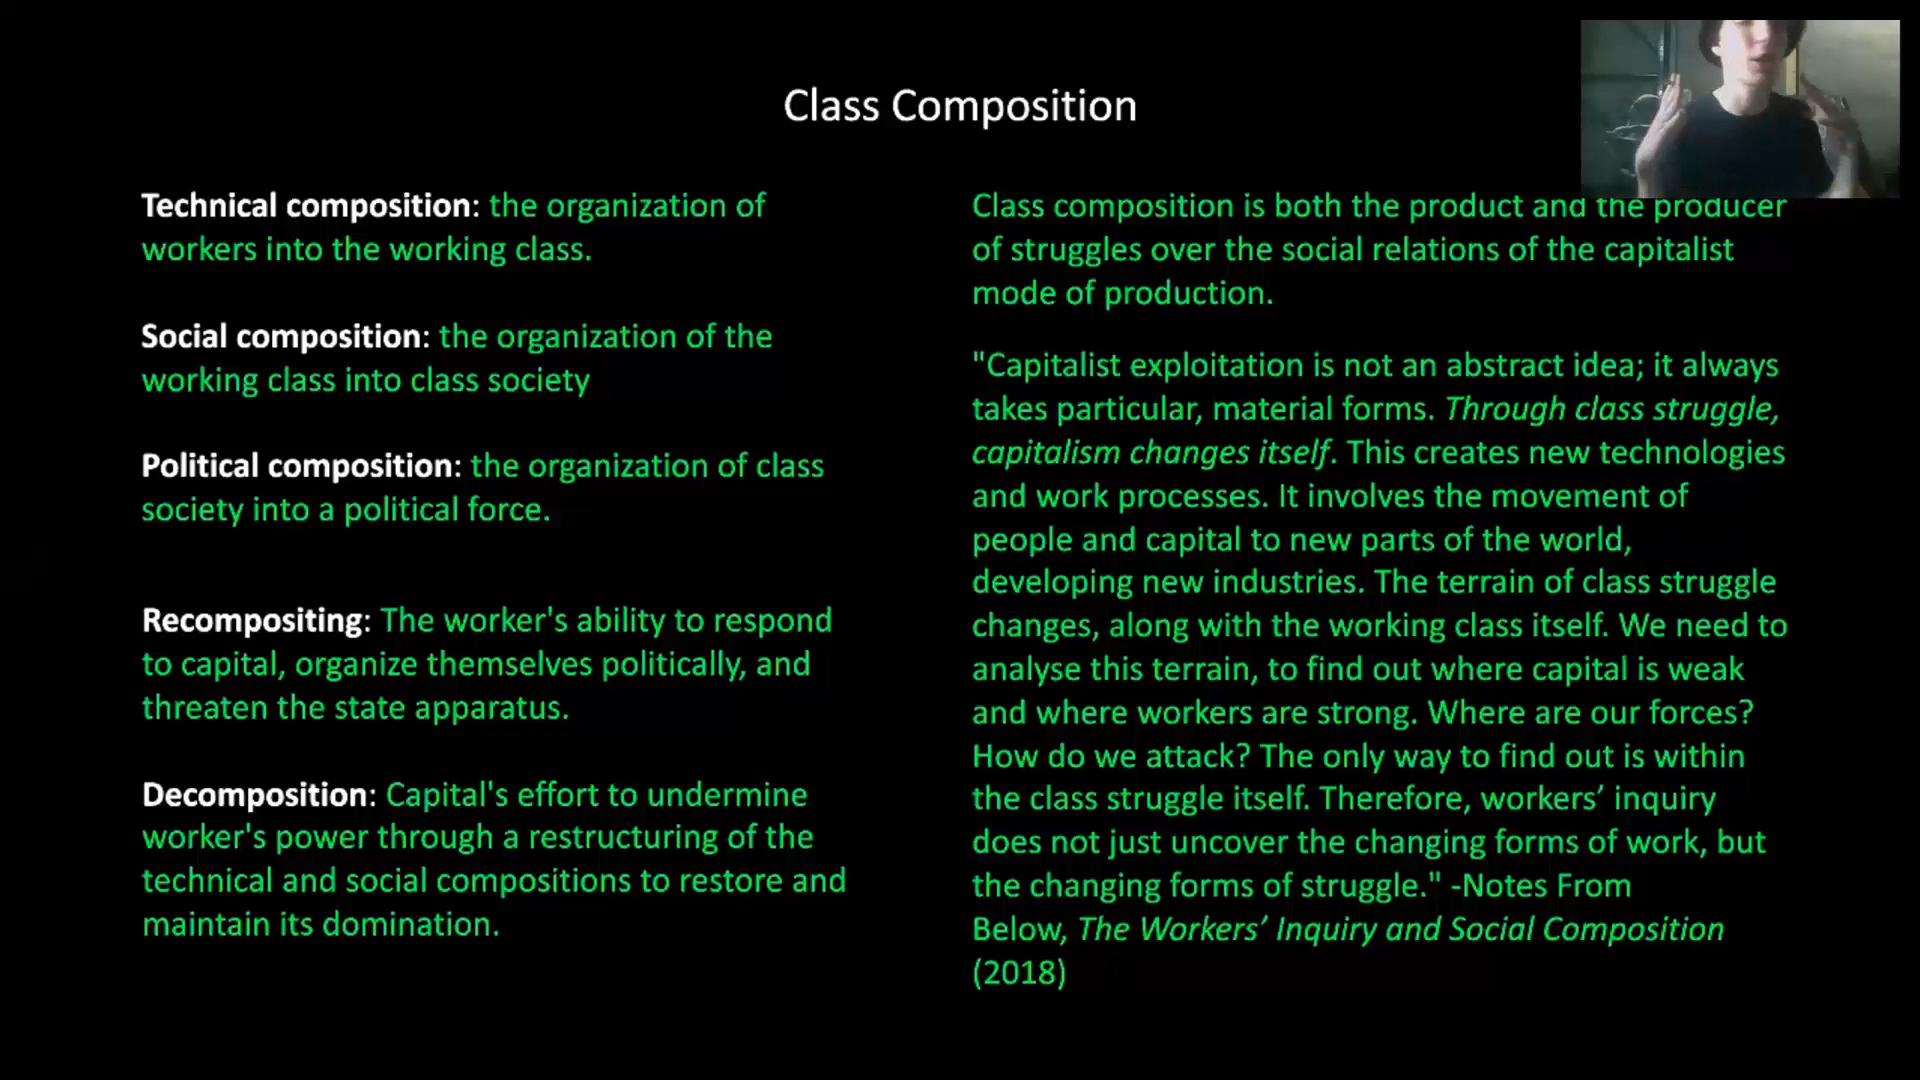 Class Composition
Technical composition: the organization of
workers into the working class.
Social composition: the organization of the
working class into class society
Political composition: the organization of class
society into a political force.
Recompositing: The worker's ability to respond
to capital, organize themselves politically, and
threaten the state apparatus.
Decomposition: Capital's effort to undermine
worker's power through a restructuring of the
technical and social compositions to restore and
maintain its domination.
Class composition is both the product and the producer
of struggles over the social relations of the capitalist
mode of production.
"Capitalist exploitation is not an abstract idea; it always
takes particular, material forms. Through class struggle,
capitalism changes itself. This creates new technologies
and work processes. It involves the movement of
people and capital to new parts of the world,
developing new industries. The terrain of class struggle
changes, along with the working class itself. We need to
analyse this terrain, to find out where capital is weak
and where workers are strong. Where are our forces?
How do we attack? The only way to find out is within
the class struggle itself. Therefore, workers’ inquiry
does not just uncover the changing forms of work, but
the changing forms of struggle." -Notes From
Below, The Workers’ Inquiry and Social Composition
(2018)